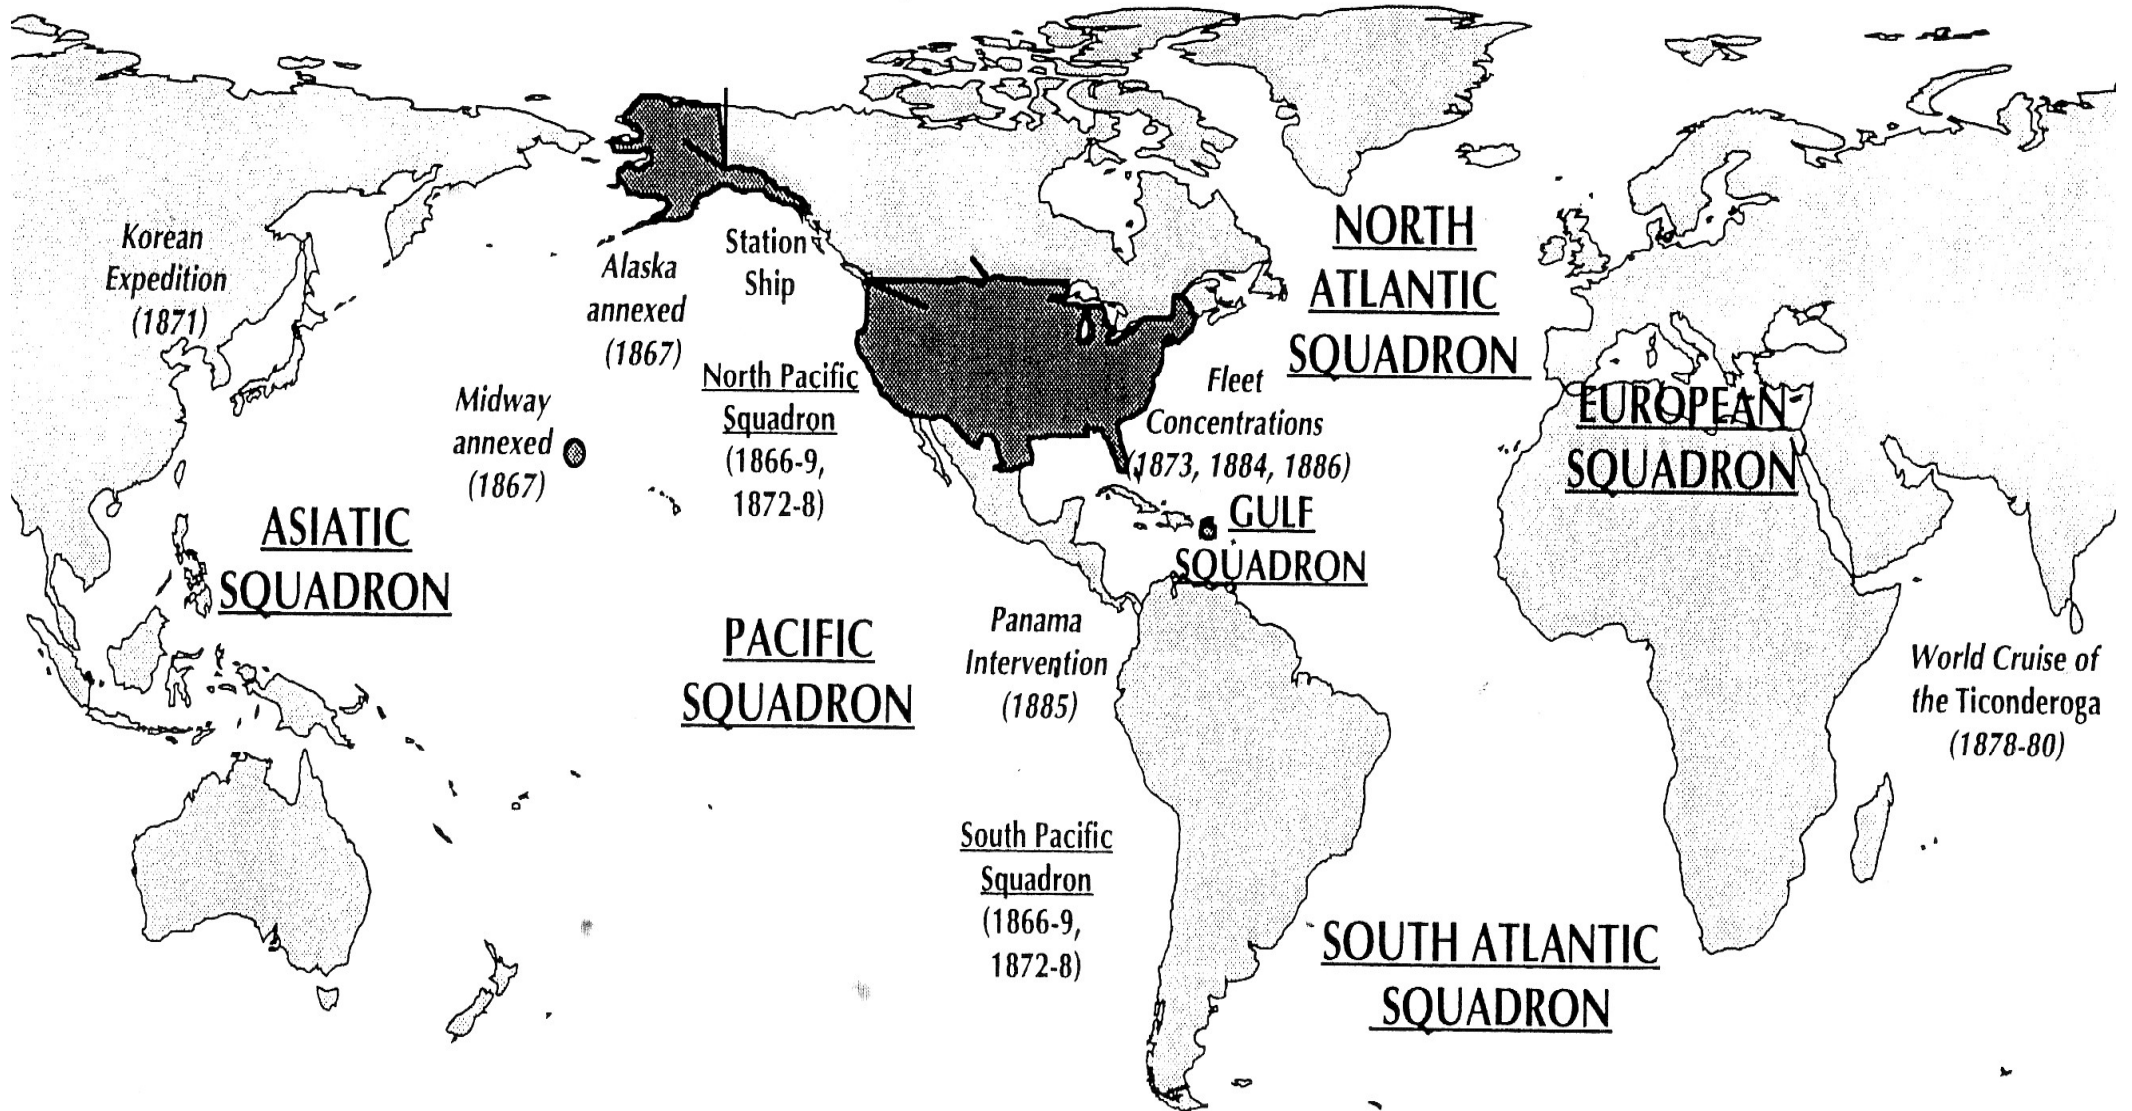 Korean
Expedition
(1871)
Alaska
annexed
(1867)
Station
Ship
NORTH
ATLANTIC
SQUADRON
Midway
annexed
(1867)
North Pacific
Squadron
(1866-9,
1872-8)
Fleet
Concentrations
(1873, 1884, 1886)
EUROPEAN
SQUADRON
ASIATIC
SQUADRON
GULF
SQUADRON
PACIFIC
SQUADRON
Panama
Intervention
(1885)
World Cruise of
the Ticonderoga
(1878-80)
South Pacific
Squadron
(1866-9,
1872-8)
SOUTH ATLANTIC
SQUADRON